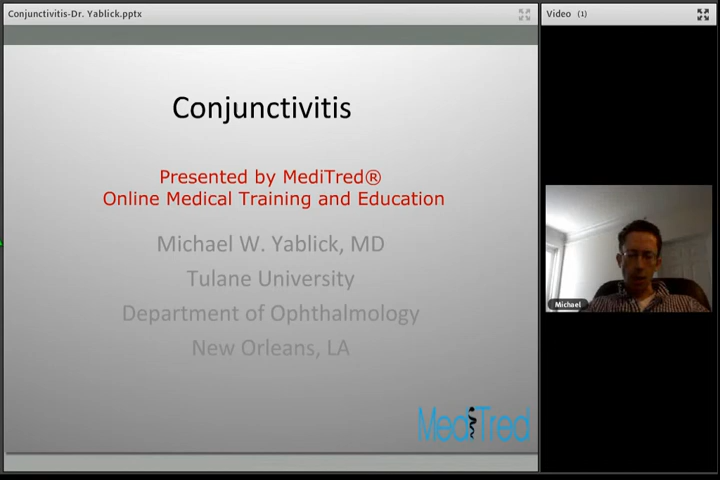 Conjunctivitis-Dr. Yablick.pptx
Video (1)
Conjunctivitis
Presented by MediTred®
Online Medical Training and Education
Michael W. Yablick, MD
Tulane University
Department of Ophthalmology
New Orleans, LA
MediTred
Michael